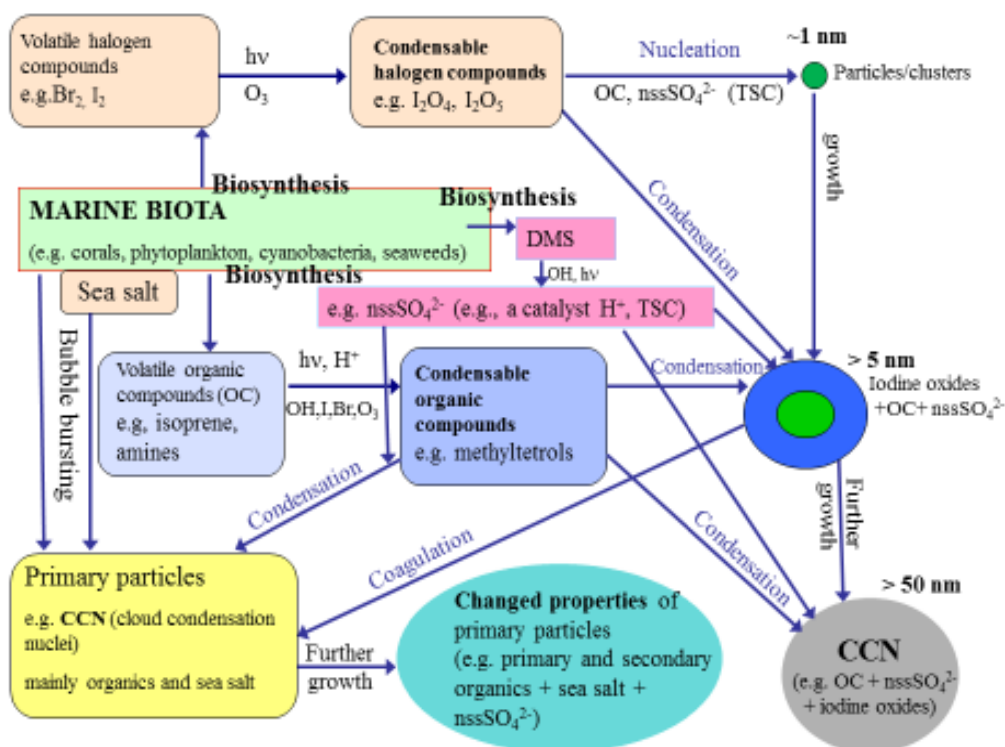 Volatile halogen
compounds
e.g.Br₂, I₂
hν
O₃
Condensable
halogen compounds
e.g. I₂O₄, I₂O₅
Nucleation
OC, nssSO₄²⁻ (TSC)
~1 nm
Particles/clusters
growth
Condensation
Biosynthesis
MARINE BIOTA
(e.g. corals, phytoplankton, cyanobacteria, seaweeds)
Biosynthesis
DMS
OH, hν
Biosynthesis
Sea salt
e.g. nssSO₄²⁻ (e.g., a catalyst H⁺, TSC)
Bubble bursting
Volatile organic
compounds (OC)
e.g, isoprene,
amines
hν, H⁺
OH,I,Br,O₃
Condensable
organic
compounds
e.g. methyltetrols
Condensation
> 5 nm
Iodine oxides
+OC+ nssSO₄²⁻
Condensation
Coagulation
Condensation
Further
growth
Primary particles
e.g. CCN (cloud condensation
nuclei)
mainly organics and sea salt
Further
growth
Changed properties of
primary particles
(e.g. primary and secondary
organics + sea salt +
nssSO₄²⁻)
> 50 nm
CCN
(e.g. OC + nssSO₄²⁻
+ iodine oxides)